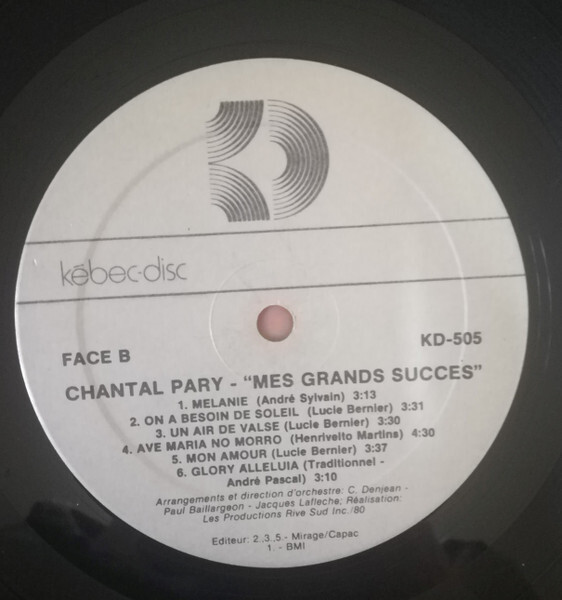 kébec-disc
FACE B
KD-505
CHANTAL PARY - "MES GRANDS SUCCES"
1. MELANIE (André Sylvain) 3:13
2. ON A BESOIN DE SOLEIL (Lucie Bernier) 3:31
3. UN AIR DE VALSE (Lucie Bernier) 3:30
4. AVE MARIA NO MORRO (Henriveito Martins) 4:30
5. MON AMOUR (Lucie Bernier) 3:37
6. GLORY ALLELUIA (Traditionnel -
André Pascal) 3:10
Arrangements et direction d'orchestre: C. Denjean -
Paul Baillargeon - Jacques Lafleche; Réalisation:
Les Productions Rive Sud Inc./80
Editeur: 2.,3.,5.- Mirage/Capac
1. - BMI